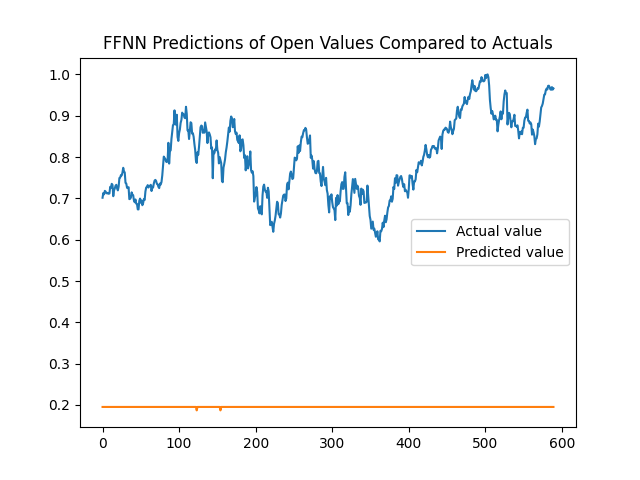 FFNN Predictions of Open Values Compared to Actuals
1.0
0.9
0.8
0.7
0.6
0.5
0.4
0.3
0.2
Actual value
Predicted value
0 100 200 300 400 500 600